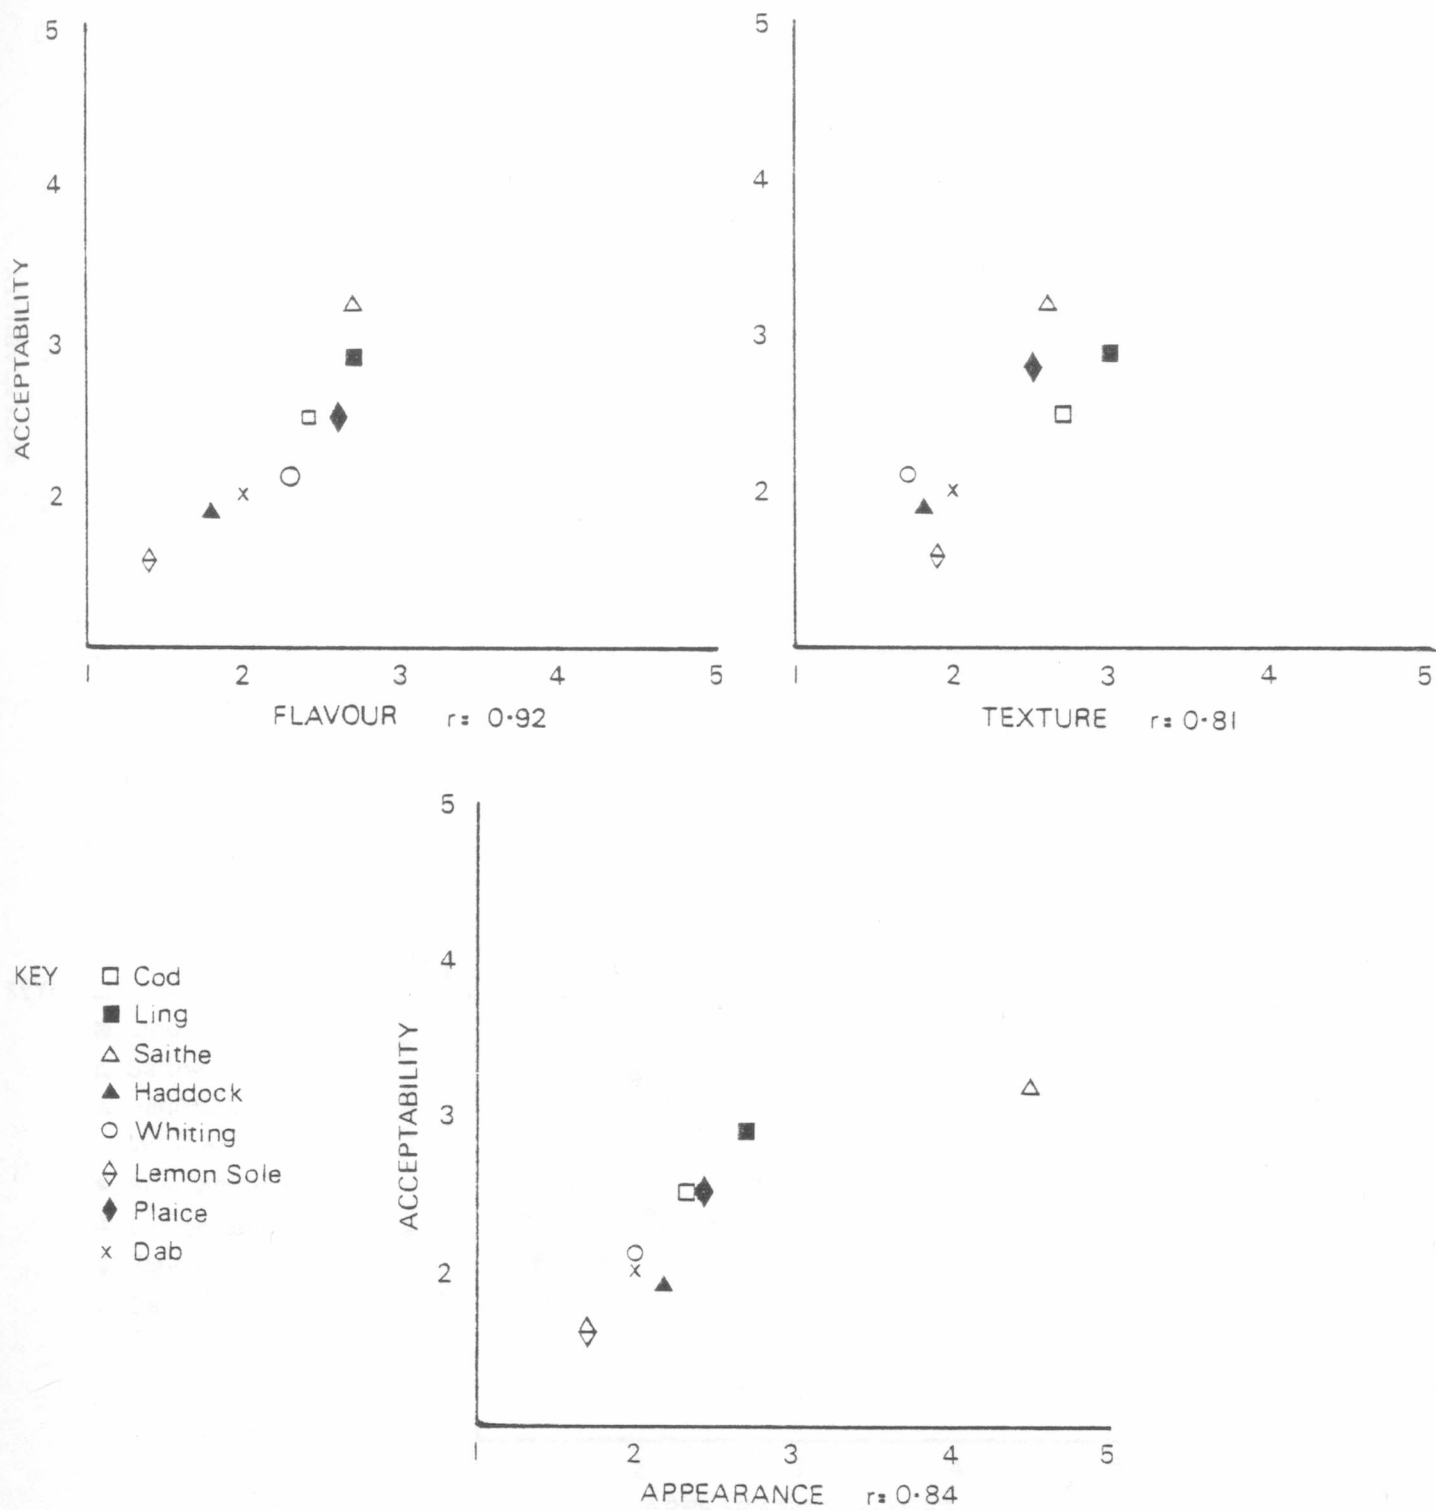 5
4
3
2
ACCEPTABILITY
1 2 3 4 5
FLAVOUR r= 0·92
5
4
3
2
1 2 3 4 5
TEXTURE r= 0·81
5
4
3
2
ACCEPTABILITY
1 2 3 4 5
APPEARANCE r= 0·84
KEY
Cod
Ling
Saithe
Haddock
Whiting
Lemon Sole
Plaice
x Dab